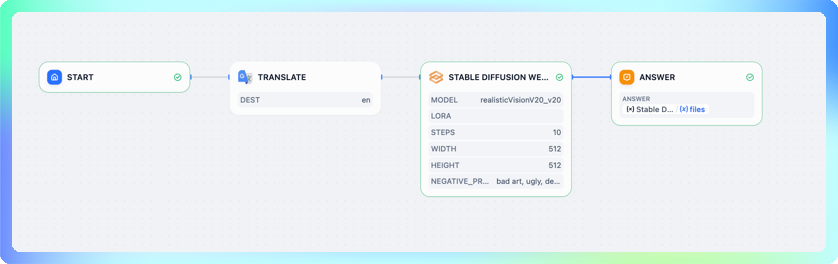 START
TRANSLATE
DEST en
STABLE DIFFUSION WE...
MODEL realisticVisionV20_v20
LORA
STEPS 10
WIDTH 512
HEIGHT 512
NEGATIVE_PR... bad art, ugly, de...
ANSWER
ANSWER
(×) Stable D... {x} files